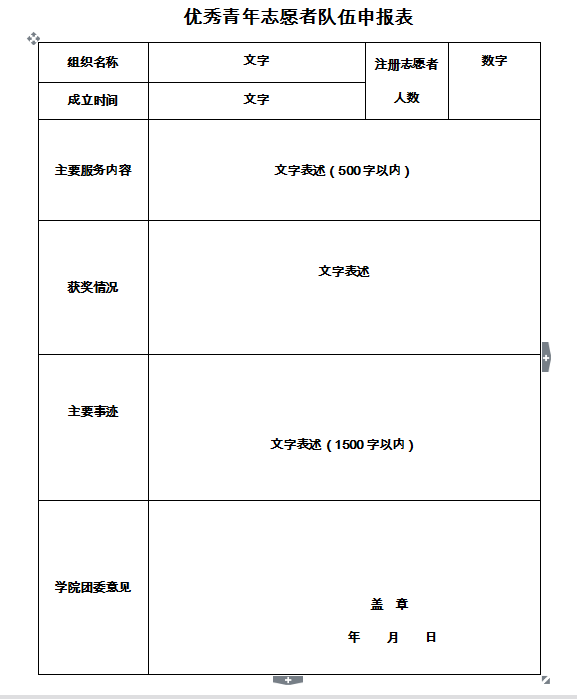 优秀青年志愿者队伍申报表
组织名称
文字
注册志愿者
人数
数字
成立时间
文字
主要服务内容
文字表述（500字以内）
获奖情况
文字表述
主要事迹
文字表述（1500字以内）
学院团委意见
盖 章
年 月 日